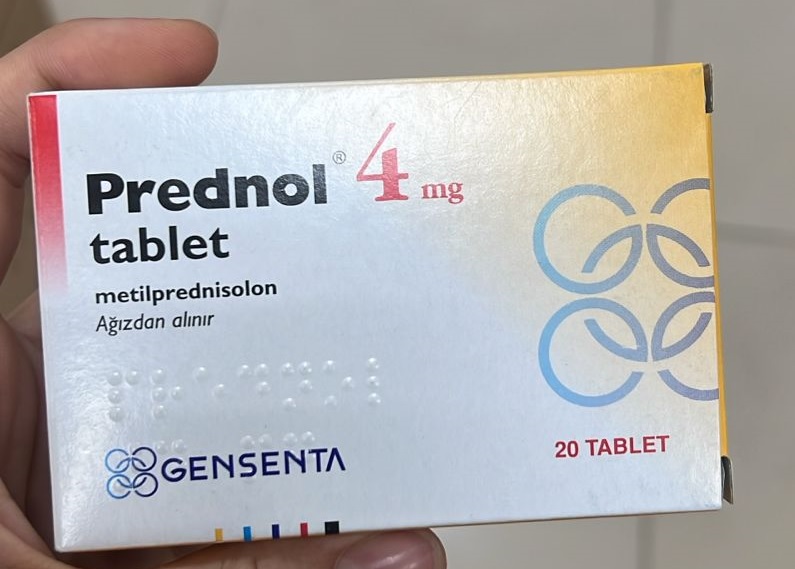 Prednol® 4 mg
tablet
metilprednisolon
Ağızdan alınır
GENSENTA
20 TABLET